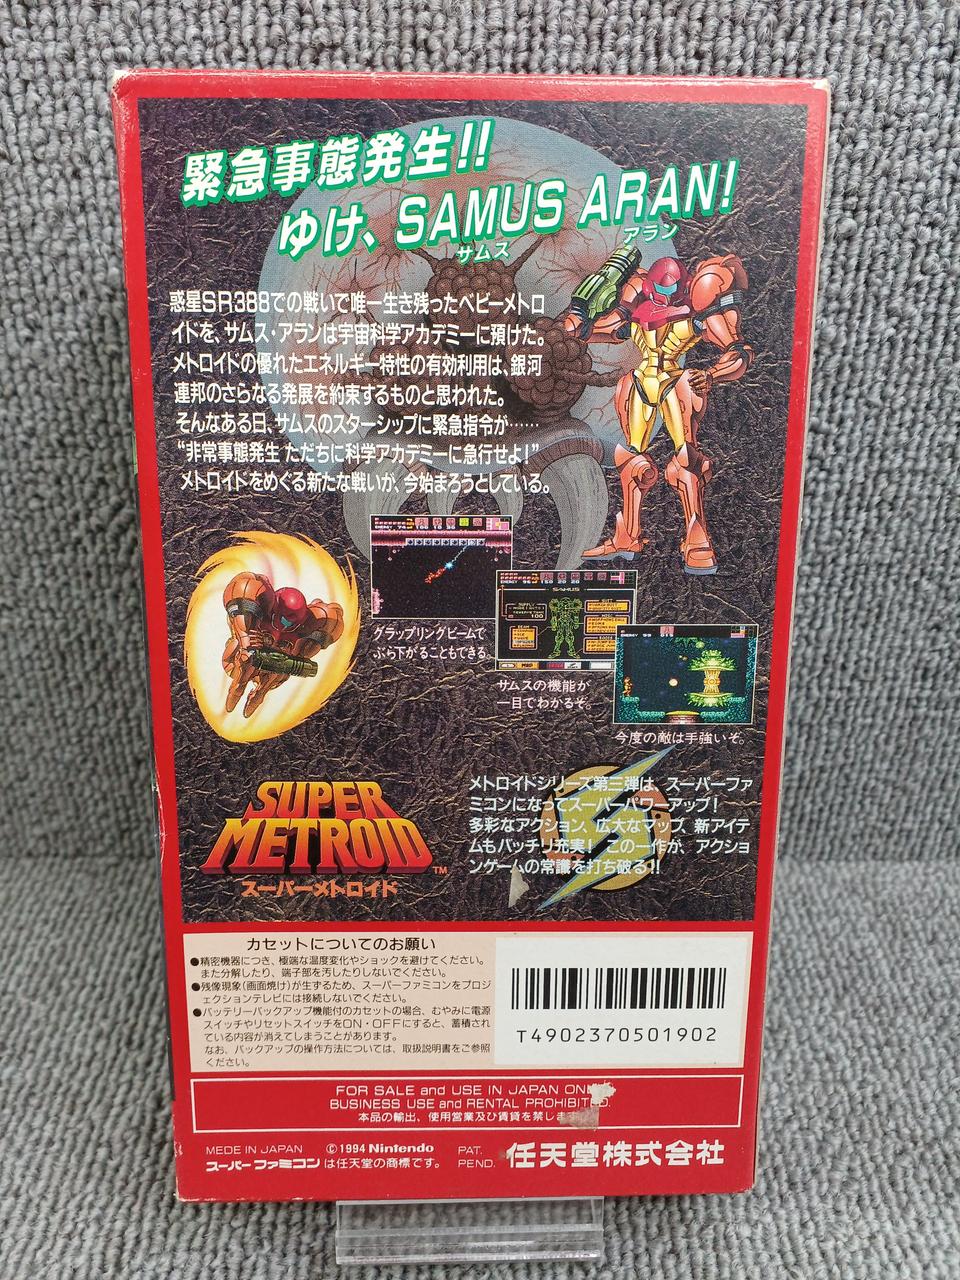 緊急事態発生!!
ゆけ、SAMUS ARAN!
サムス アラン
惑星SR388での戦いで唯一生き残ったベビーメトロ
イドを、サムス・アランは宇宙科学アカデミーに預けた。
メトロイドの優れたエネルギー特性の有効利用は、銀河
連邦のさらなる発展を約束するものと思われた。
そんなある日、サムスのスターシップに緊急指令が……
“非常事態発生 ただちに科学アカデミーに急行せよ!”
メトロイドをめぐる新たな戦いが、今始まろうとしている。
グラップリングビームで
ぶら下がることもできる。
サムスの機能が
一目でわかるぞ。
今度の敵は手強いぞ。
SUPER
METROID TM
スーパーメトロイド
メトロイドシリーズ第三弾は、スーパーファ
ミコンになってスーパーパワーアップ!
多彩なアクション、広大なマップ、新アイテ
ムもバッチリ充実! この一作が、アクショ
ンゲームの常識を打ち破る!!
カセットについてのお願い
●精密機器につき、極端な温度変化やショックを避けてください。
また分解したり、端子部を汚したりしないでください。
●残像現象(画面焼け)が生ずるため、スーパーファミコンをプロジ
ェクションテレビには接続しないでください。
●バッテリーバックアップ機能付のカセットの場合、むやみに電源
スイッチやリセットスイッチをON・OFFにすると、蓄積され
ている内容が消えてしまうことがあります。
なお、バックアップの操作方法については、取扱説明書をご参照
ください。
T4902370501902
FOR SALE and USE IN JAPAN
BUSINESS USE and RENTAL PROHIBITED.
本品の輸出、使用営業及び賃貸を禁じます
MEDE IN JAPAN ©1994 Nintendo PAT. PEND. 任天堂株式会社
スーパーファミコンは任天堂の商標です。